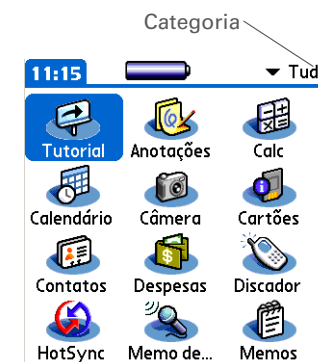 Categoria
11:15 Tud
Tutorial Anotações Calc
Calendário Câmera Cartões
Contatos Despesas Discador
HotSync Memo de... Memos